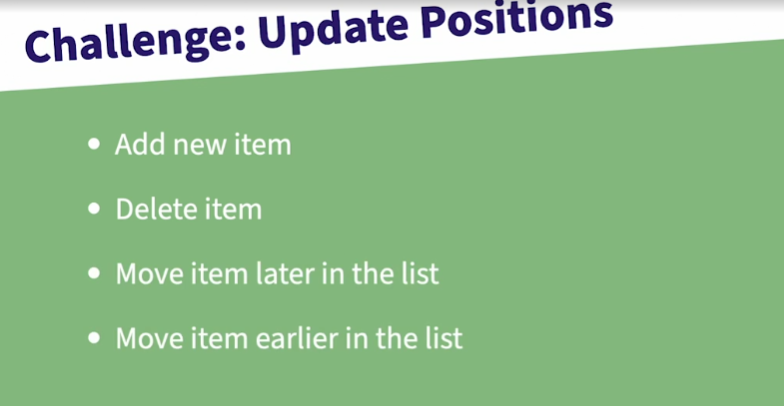 Challenge: Update Positions
• Add new item
• Delete item
• Move item later in the list
• Move item earlier in the list